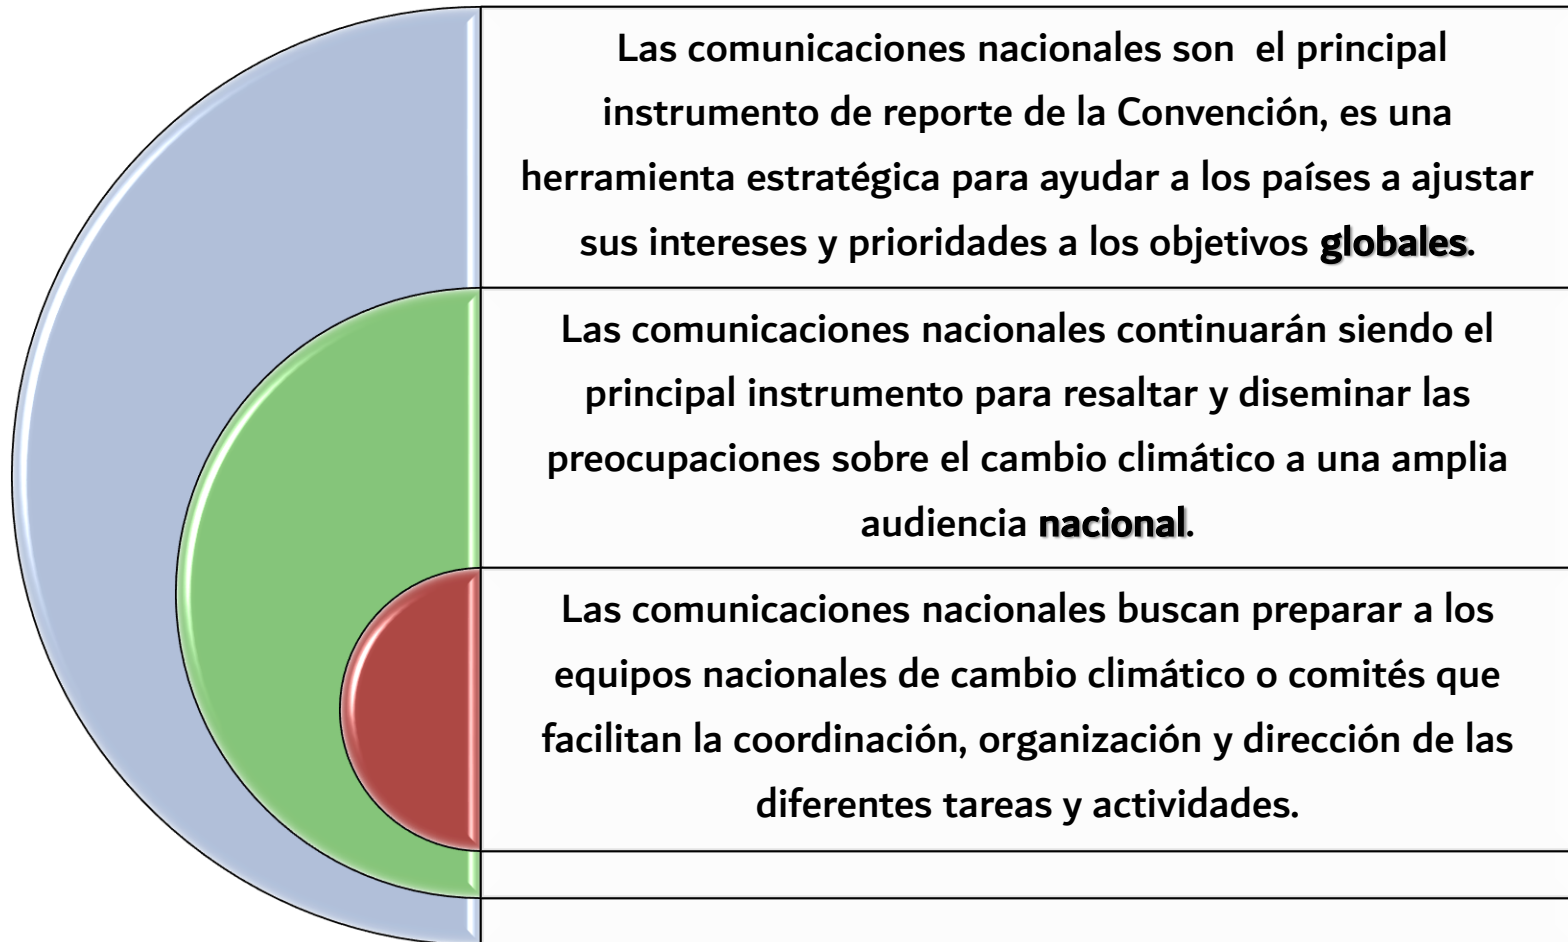 Las comunicaciones nacionales son  el principal
instrumento de reporte de la Convención, es una
herramienta estratégica para ayudar a los países a ajustar
sus intereses y prioridades a los objetivos globales.
Las comunicaciones nacionales continuarán siendo el
principal instrumento para resaltar y diseminar las
preocupaciones sobre el cambio climático a una amplia
audiencia nacional.
Las comunicaciones nacionales buscan preparar a los
equipos nacionales de cambio climático o comités que
facilitan la coordinación, organización y dirección de las
diferentes tareas y actividades.